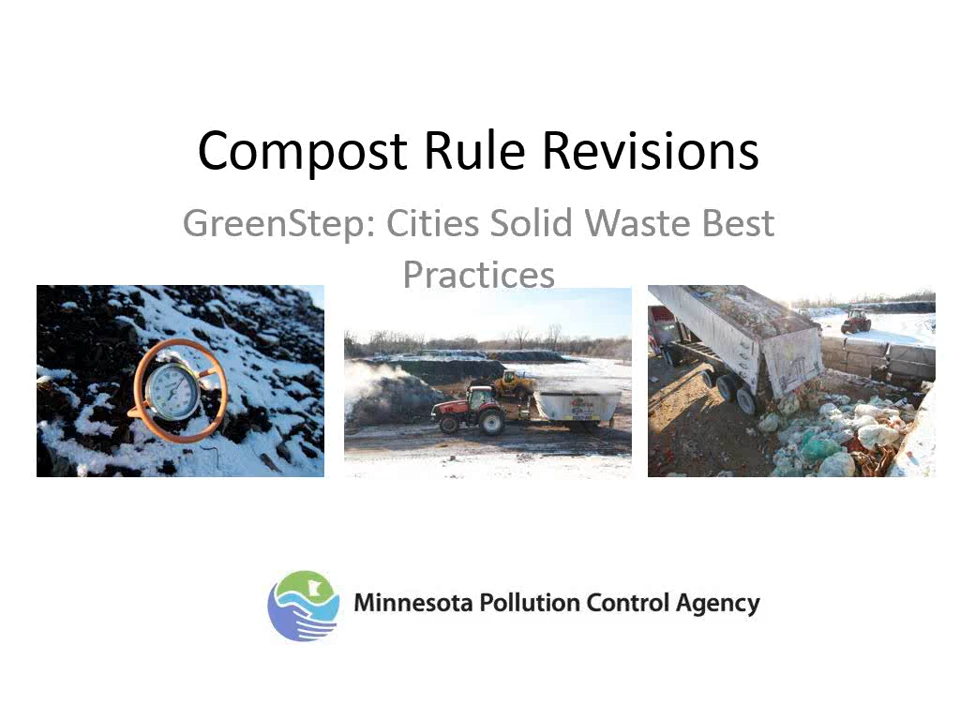 Compost Rule Revisions
GreenStep: Cities Solid Waste Best
Practices
Minnesota Pollution Control Agency